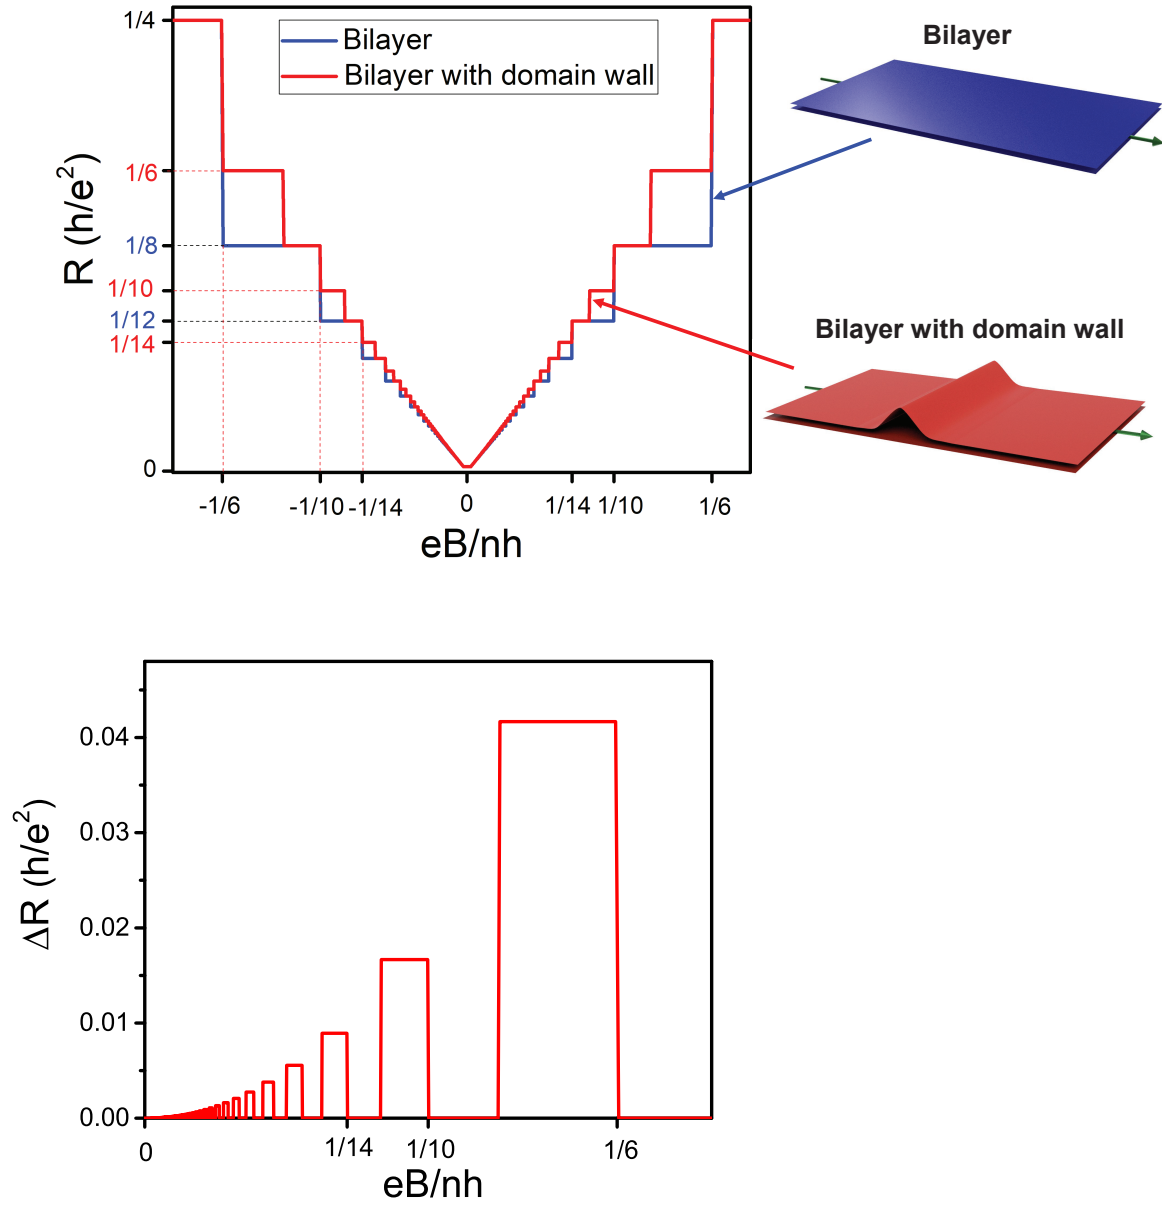 1/4
Bilayer
Bilayer with domain wall
Bilayer
R (h/e²)
1/6
1/8
1/10
1/12
1/14
0
Bilayer with domain wall
-1/6
-1/10
-1/14
0
1/14
1/10
1/6
eB/nh
0.04
0.03
0.02
0.01
0.00
ΔR (h/e²)
0
1/14
1/10
1/6
eB/nh